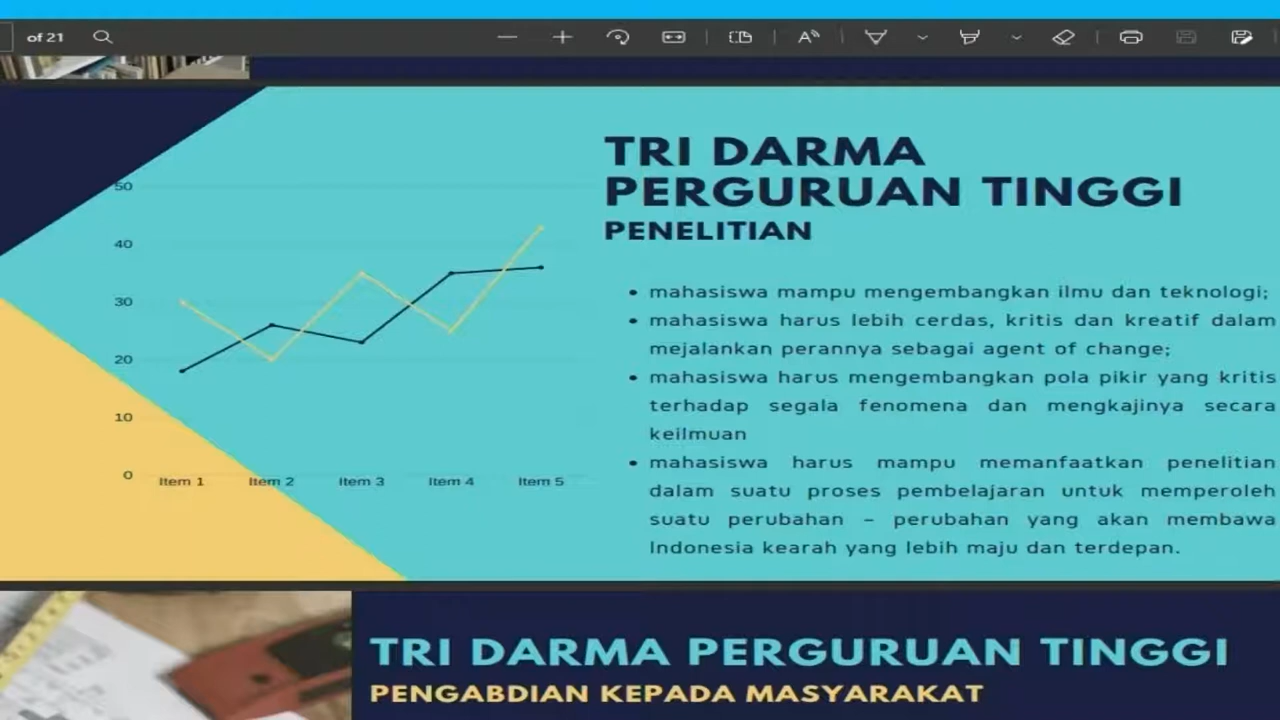 of 21
TRI DARMA
PERGURUAN TINGGI
PENELITIAN
50
40
30
20
10
0
Item 1 Item 2 Item 3 Item 4 Item 5
• mahasiswa mampu mengembangkan ilmu dan teknologi;
• mahasiswa harus lebih cerdas, kritis dan kreatif dalam
mejalankan perannya sebagai agent of change;
• mahasiswa harus mengembangkan pola pikir yang kritis
terhadap segala fenomena dan mengkajinya secara
keilmuan
• mahasiswa harus mampu memanfaatkan penelitian
dalam suatu proses pembelajaran untuk memperoleh
suatu perubahan – perubahan yang akan membawa
Indonesia kearah yang lebih maju dan terdepan.
TRI DARMA PERGURUAN TINGGI
PENGABDIAN KEPADA MASYARAKAT